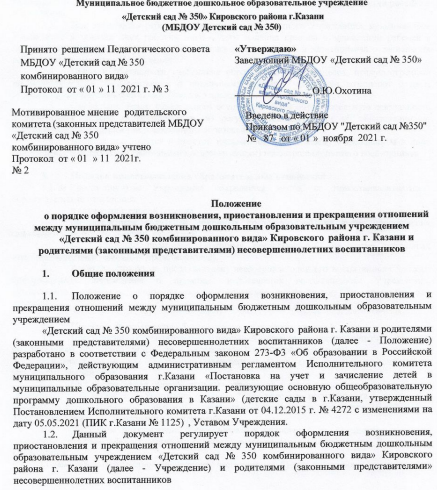 Муниципальное бюджетное дошкольное образовательное учреждение
«Детский сад № 350» Кировского района г.Казани
(МБДОУ Детский сад № 350)
Принято решением Педагогического совета
МБДОУ «Детский сад № 350
комбинированного вида»
Протокол от « 01 » 11 2021 г. № 3
«Утверждаю»
Заведующий МБДОУ «Детский сад № 350»
О.Ю.Охотина
Мотивированное мнение родительского
комитета (законных представителей МБДОУ
«Детский сад № 350
комбинированного вида» учтено
Протокол от « 01 » 11 2021г.
№ 2
Введено в действие
Приказом по МБДОУ "Детский сад №350"
№ 87 от « 01 » ноября 2021 г.
Положение
о порядке оформления возникновения, приостановления и прекращения отношений
между муниципальным бюджетным дошкольным образовательным учреждением
«Детский сад № 350 комбинированного вида» Кировского района г. Казани и
родителями (законными представителями) несовершеннолетних воспитанников
1. Общие положения
1.1. Положение о порядке оформления возникновения, приостановления и
прекращения отношений между муниципальным бюджетным дошкольным образовательным
учреждением
«Детский сад № 350 комбинированного вида» Кировского района г. Казани и родителями
(законными представителями) несовершеннолетних воспитанников (далее - Положение)
разработано в соответствии с Федеральным законом 273-ФЗ «Об образовании в Российской
Федерации», действующим административным регламентом Исполнительного комитета
муниципального образования г.Казани «Постановка на учет и зачисление детей в
муниципальные образовательные организации. реализующие основную общеобразовательную
программу дошкольного образования в Казани» (детские сады в г.Казани, утвержденный
Постановлением Исполнительного комитета г.Казани от 04.12.2015 г. № 4272 с изменениями на
дату 05.05.2021 (ПИК г.Казани № 1125) , Уставом Учреждения.
1.2. Данный документ регулирует порядок оформления возникновения,
приостановления и прекращения отношений между муниципальным бюджетным дошкольным
образовательным учреждением «Детский сад № 350 комбинированного вида» Кировского
района г. Казани (далее - Учреждение) и родителями (законными представителями»
несовершеннолетних воспитанников